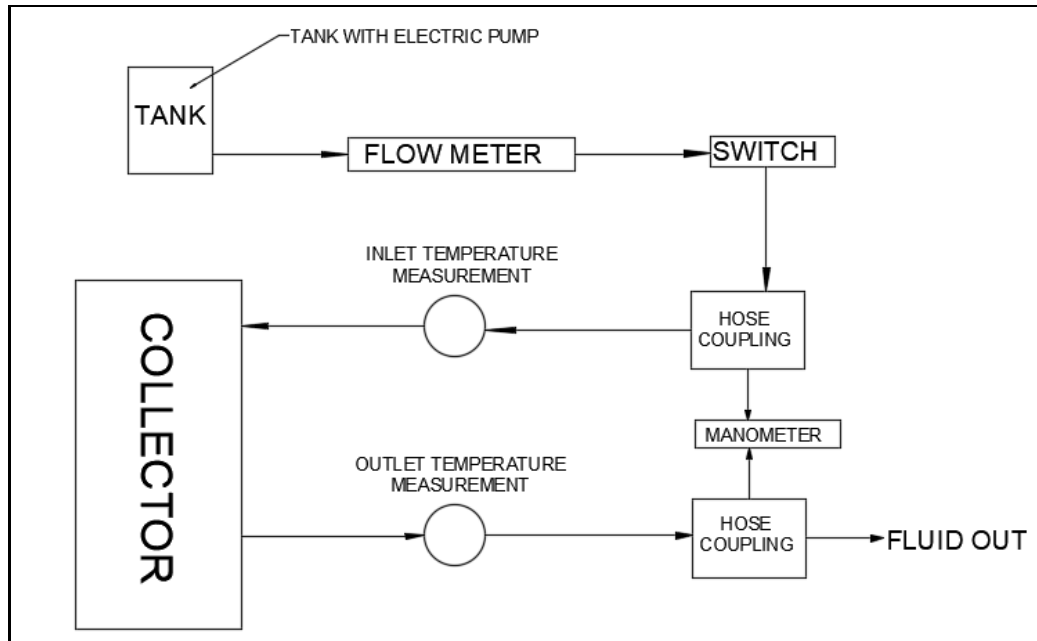 TANK WITH ELECTRIC PUMP
TANK
FLOW METER
SWITCH
INLET TEMPERATURE
MEASUREMENT
HOSE
COUPLING
COLLECTOR
MANOMETER
OUTLET TEMPERATURE
MEASUREMENT
HOSE
COUPLING
FLUID OUT